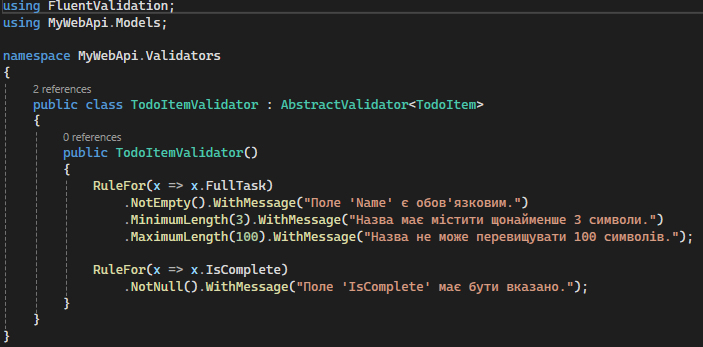 using FluentValidation;
using MyWebApi.Models;
namespace MyWebApi.Validators
{
2 references
public class TodoItemValidator : AbstractValidator<TodoItem>
{
0 references
public TodoItemValidator()
{
RuleFor(x => x.FullTask)
.NotEmpty().WithMessage("Поле 'Name' є обов'язковим.")
.MinimumLength(3).WithMessage("Назва має містити щонайменше 3 символи.")
.MaximumLength(100).WithMessage("Назва не може перевищувати 100 символів.");
RuleFor(x => x.IsComplete)
.NotNull().WithMessage("Поле 'IsComplete' має бути вказано.");
}
}
}